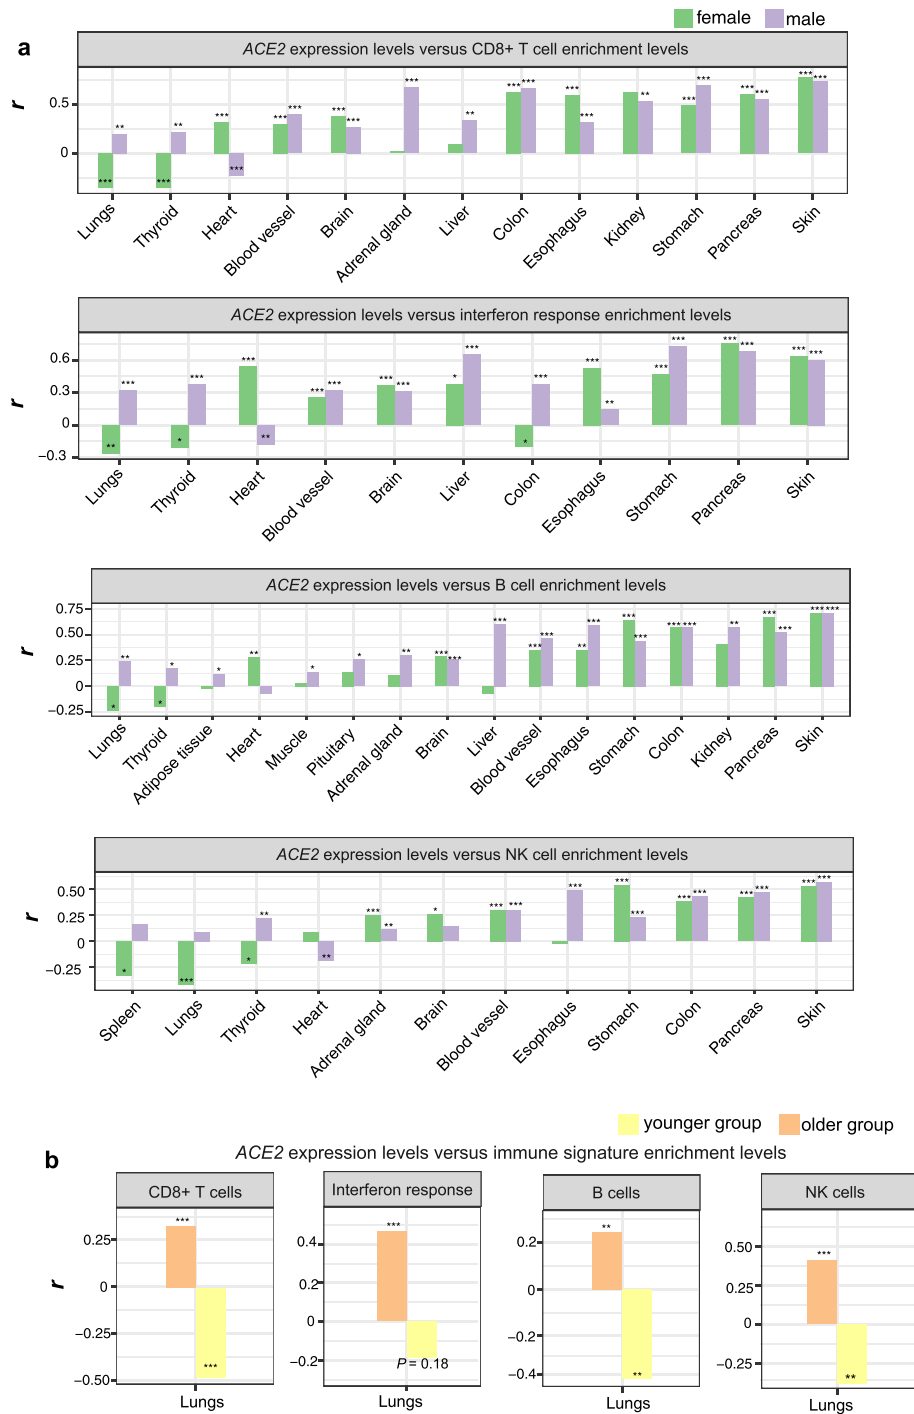 female male
a
ACE2 expression levels versus CD8+ T cell enrichment levels
*** ** *** ** *** *** *** *** *** *** *** ** *** *** *** *** ** *** *** *** *** *** ***
r
0.5
0
Lungs Thyroid Heart Blood vessel Brain Adrenal gland Liver Colon Esophagus Kidney Stomach Pancreas Skin
ACE2 expression levels versus interferon response enrichment levels
** *** * *** *** ** *** *** *** *** * *** * *** *** ** *** *** *** *** *** ***
r
0.6
0.3
0
−0.3
Lungs Thyroid Heart Blood vessel Brain Liver Colon Esophagus Stomach Pancreas Skin
ACE2 expression levels versus B cell enrichment levels
* ** * * * ** * * ** *** *** *** *** *** ** *** *** *** *** *** ** *** *** *** ***
r
0.75
0.50
0.25
0
−0.25
Lungs Thyroid Adipose tissue Heart Muscle Pituitary Adrenal gland Brain Liver Blood vessel Esophagus Stomach Colon Kidney Pancreas Skin
ACE2 expression levels versus NK cell enrichment levels
* *** * ** ** *** ** * *** *** *** *** *** *** *** *** *** *** ***
r
0.50
0.25
0
−0.25
Spleen Lungs Thyroid Heart Adrenal gland Brain Blood vessel Esophagus Stomach Colon Pancreas Skin
younger group older group
b
ACE2 expression levels versus immune signature enrichment levels
CD8+ T cells
***
r
0.25
0
−0.25
−0.50
***
Lungs
Interferon response
***
0.4
0.2
0
−0.2
P = 0.18
Lungs
B cells
**
0.2
0
−0.2
−0.4
**
Lungs
NK cells
***
0.50
0.25
0
−0.25
**
Lungs